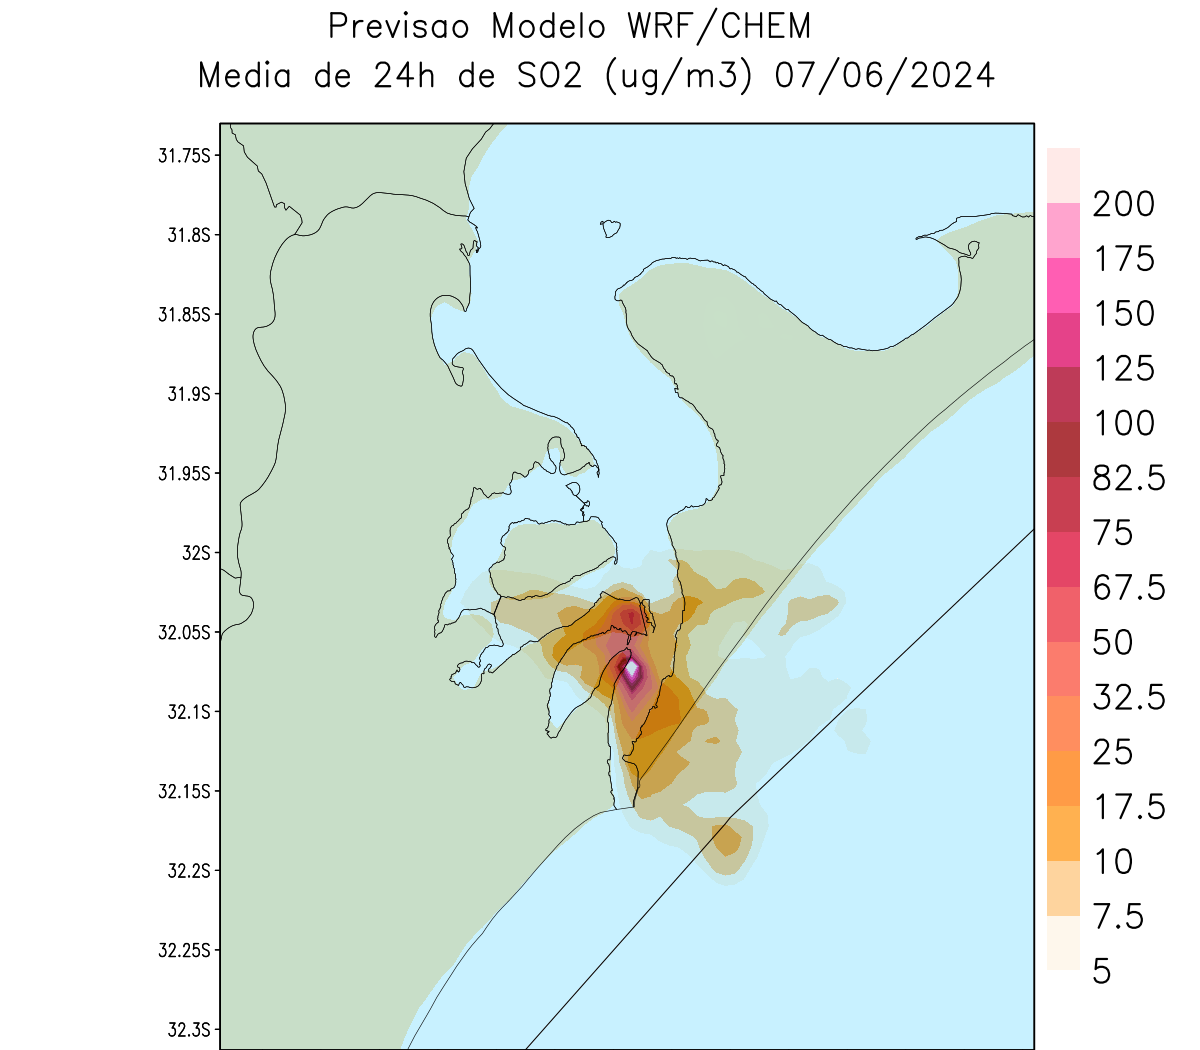 Previsao Modelo WRF/CHEM
Media de 24h de SO2 (ug/m3) 07/06/2024
31.75S
31.8S
31.85S
31.9S
31.95S
32S
32.05S
32.1S
32.15S
32.2S
32.25S
32.3S
200
175
150
125
100
82.5
75
67.5
50
32.5
25
17.5
10
7.5
5